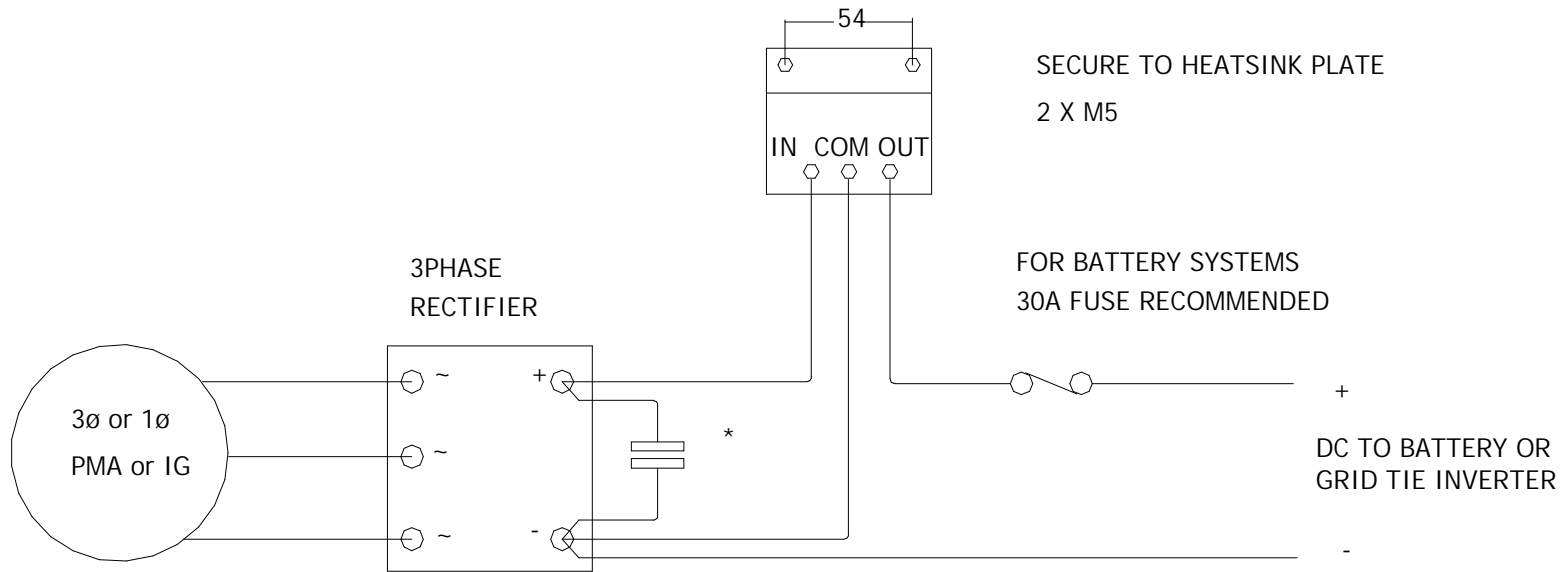 54
SECURE TO HEATSINK PLATE
2 X M5
IN COM OUT
3PHASE
RECTIFIER
FOR BATTERY SYSTEMS
30A FUSE RECOMMENDED
~ +
+
3ø or 1ø
*
~
PMA or IG
DC TO BATTERY OR
GRID TIE INVERTER
~ -
-